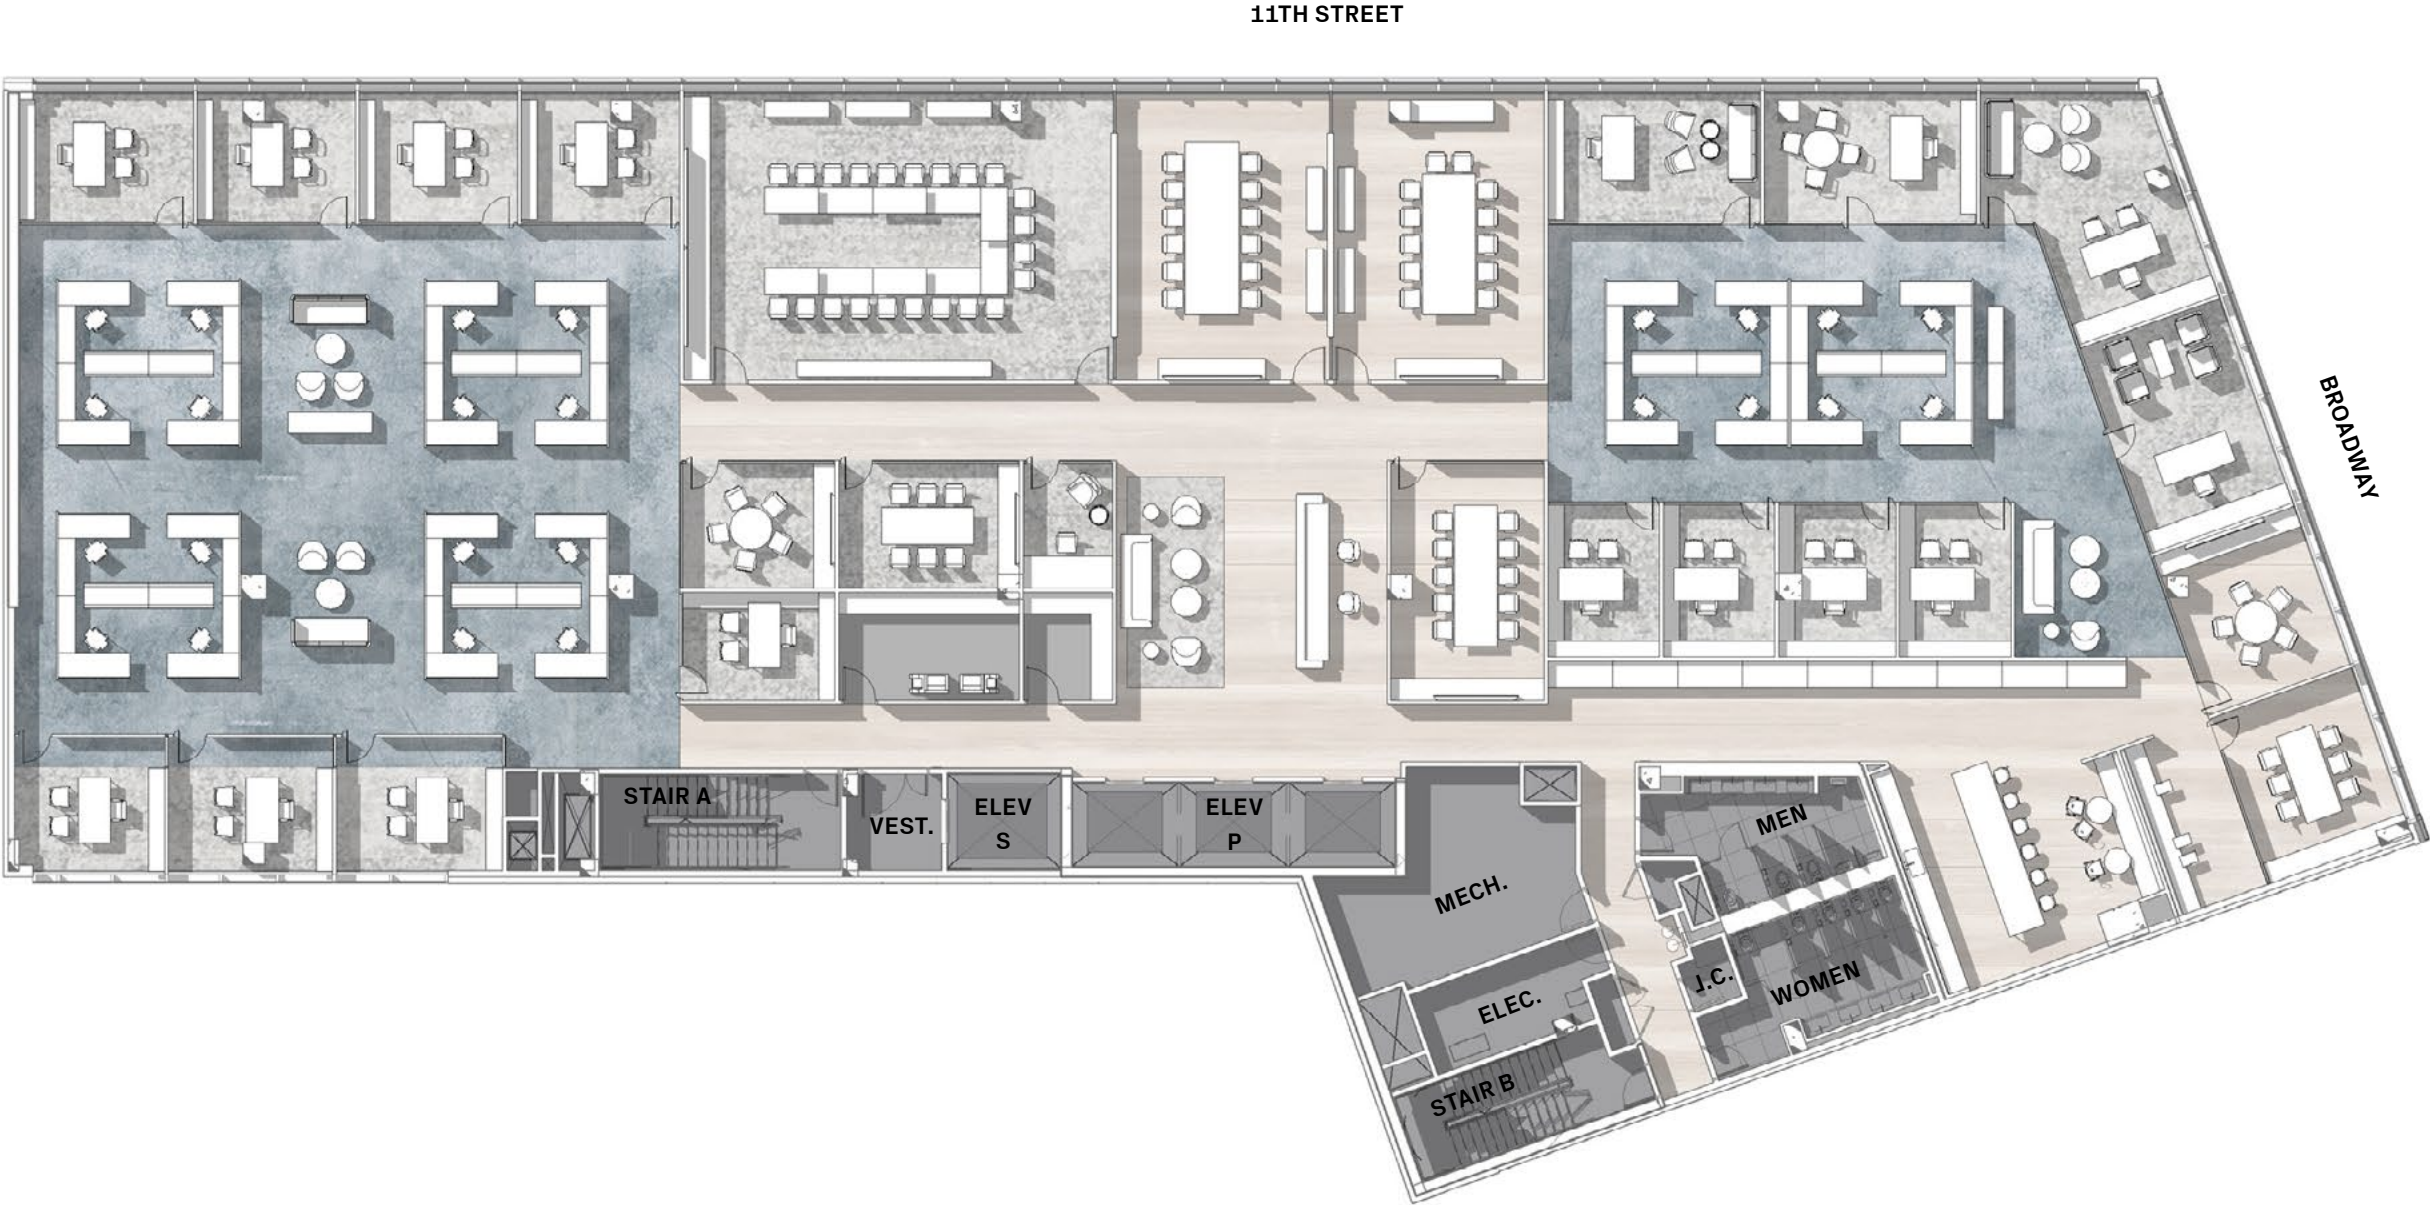 11TH STREET
BROADWAY
STAIR A
VEST.
ELEV
S
ELEV
P
MEN
MECH.
J.C.
WOMEN
ELEC.
STAIR B